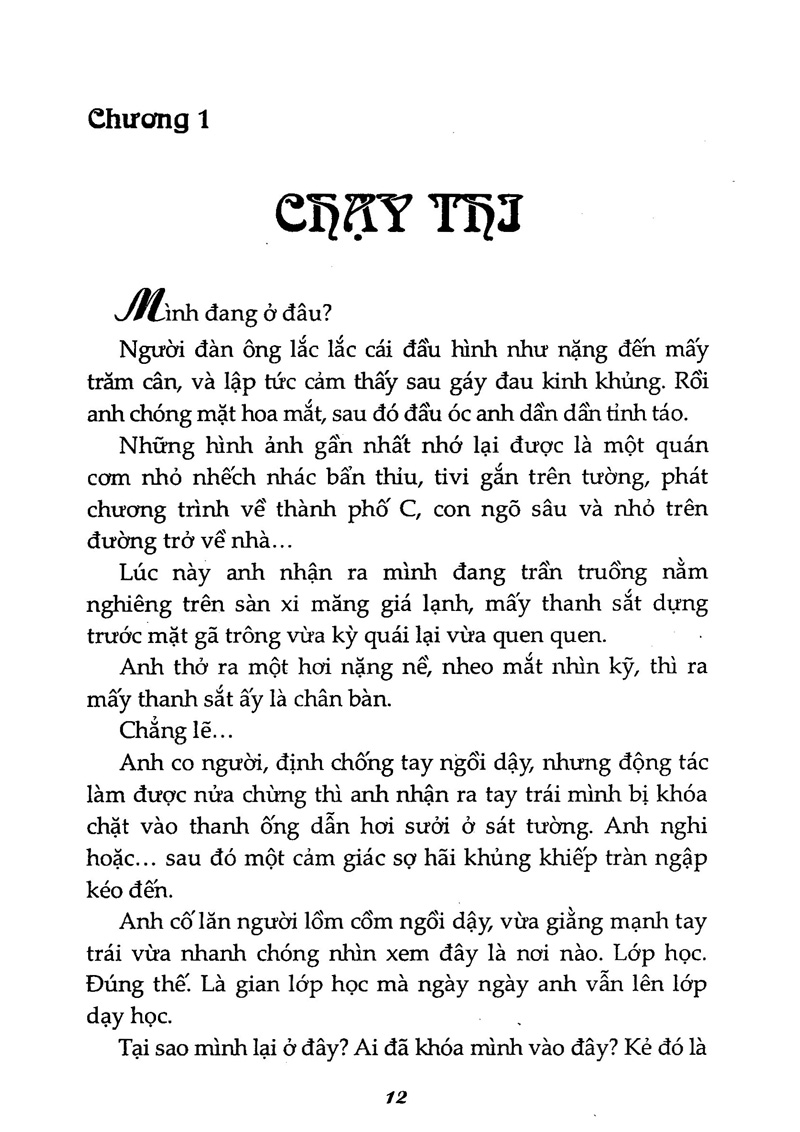 Chương 1
CHẠY THI
Mình đang ở đâu?
Người đàn ông lắc lắc cái đầu hình như nặng đến mấy
trăm cân, và lập tức cảm thấy sau gáy đau kinh khủng. Rồi
anh chóng mặt hoa mắt, sau đó đầu óc anh dần dần tỉnh táo.
Những hình ảnh gần nhất nhớ lại được là một quán
cơm nhỏ nhếch nhác bẩn thỉu, tivi gắn trên tường, phát
chương trình về thành phố C, con ngõ sâu và nhỏ trên
đường trở về nhà...
Lúc này anh nhận ra mình đang trần truồng nằm
nghiêng trên sàn xi măng giá lạnh, mấy thanh sắt dựng
trước mặt gã trông vừa kỳ quái lại vừa quen quen.
Anh thở ra một hơi nặng nề, nheo mắt nhìn kỹ, thì ra
mấy thanh sắt ấy là chân bàn.
Chẳng lẽ...
Anh co người, định chống tay ngồi dậy, nhưng động tác
làm được nửa chừng thì anh nhận ra tay trái mình bị khóa
chặt vào thanh ống dẫn hơi sưởi ở sát tường. Anh nghi
hoặc... sau đó một cảm giác sợ hãi khủng khiếp tràn ngập
kéo đến.
Anh cố lăn người lồm cồm ngồi dậy, vừa giằng mạnh tay
trái vừa nhanh chóng nhìn xem đây là nơi nào. Lớp học.
Đúng thế. Là gian lớp học mà ngày ngày anh vẫn lên lớp
dạy học.
Tại sao mình lại ở đây? Ai đã khóa mình vào đây? Kẻ đó là
12